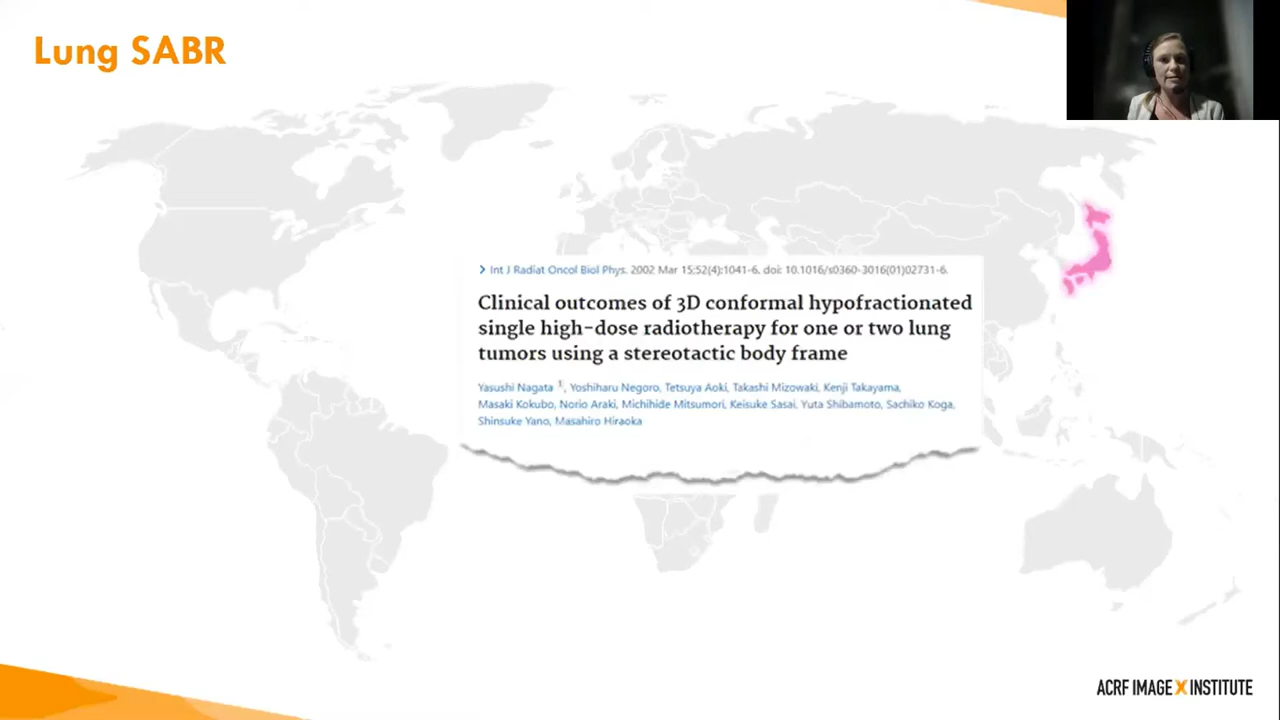 Lung SABR
> Int J Radiat Oncol Biol Phys. 2002 Mar 15;52(4):1041-6. doi: 10.1016/s0360-3016(01)02731-6.
Clinical outcomes of 3D conformal hypofractionated
single high-dose radiotherapy for one or two lung
tumors using a stereotactic body frame
Yasushi Nagata 1, Yoshiharu Negoro, Tetsuya Aoki, Takashi Mizowaki, Kenji Takayama,
Masaki Kokubo, Norio Araki, Michihide Mitsumori, Keisuke Sasai, Yuta Shibamoto, Sachiko Koga,
Shinsuke Yano, Masahiro Hiraoka
ACRF IMAGE X INSTITUTE